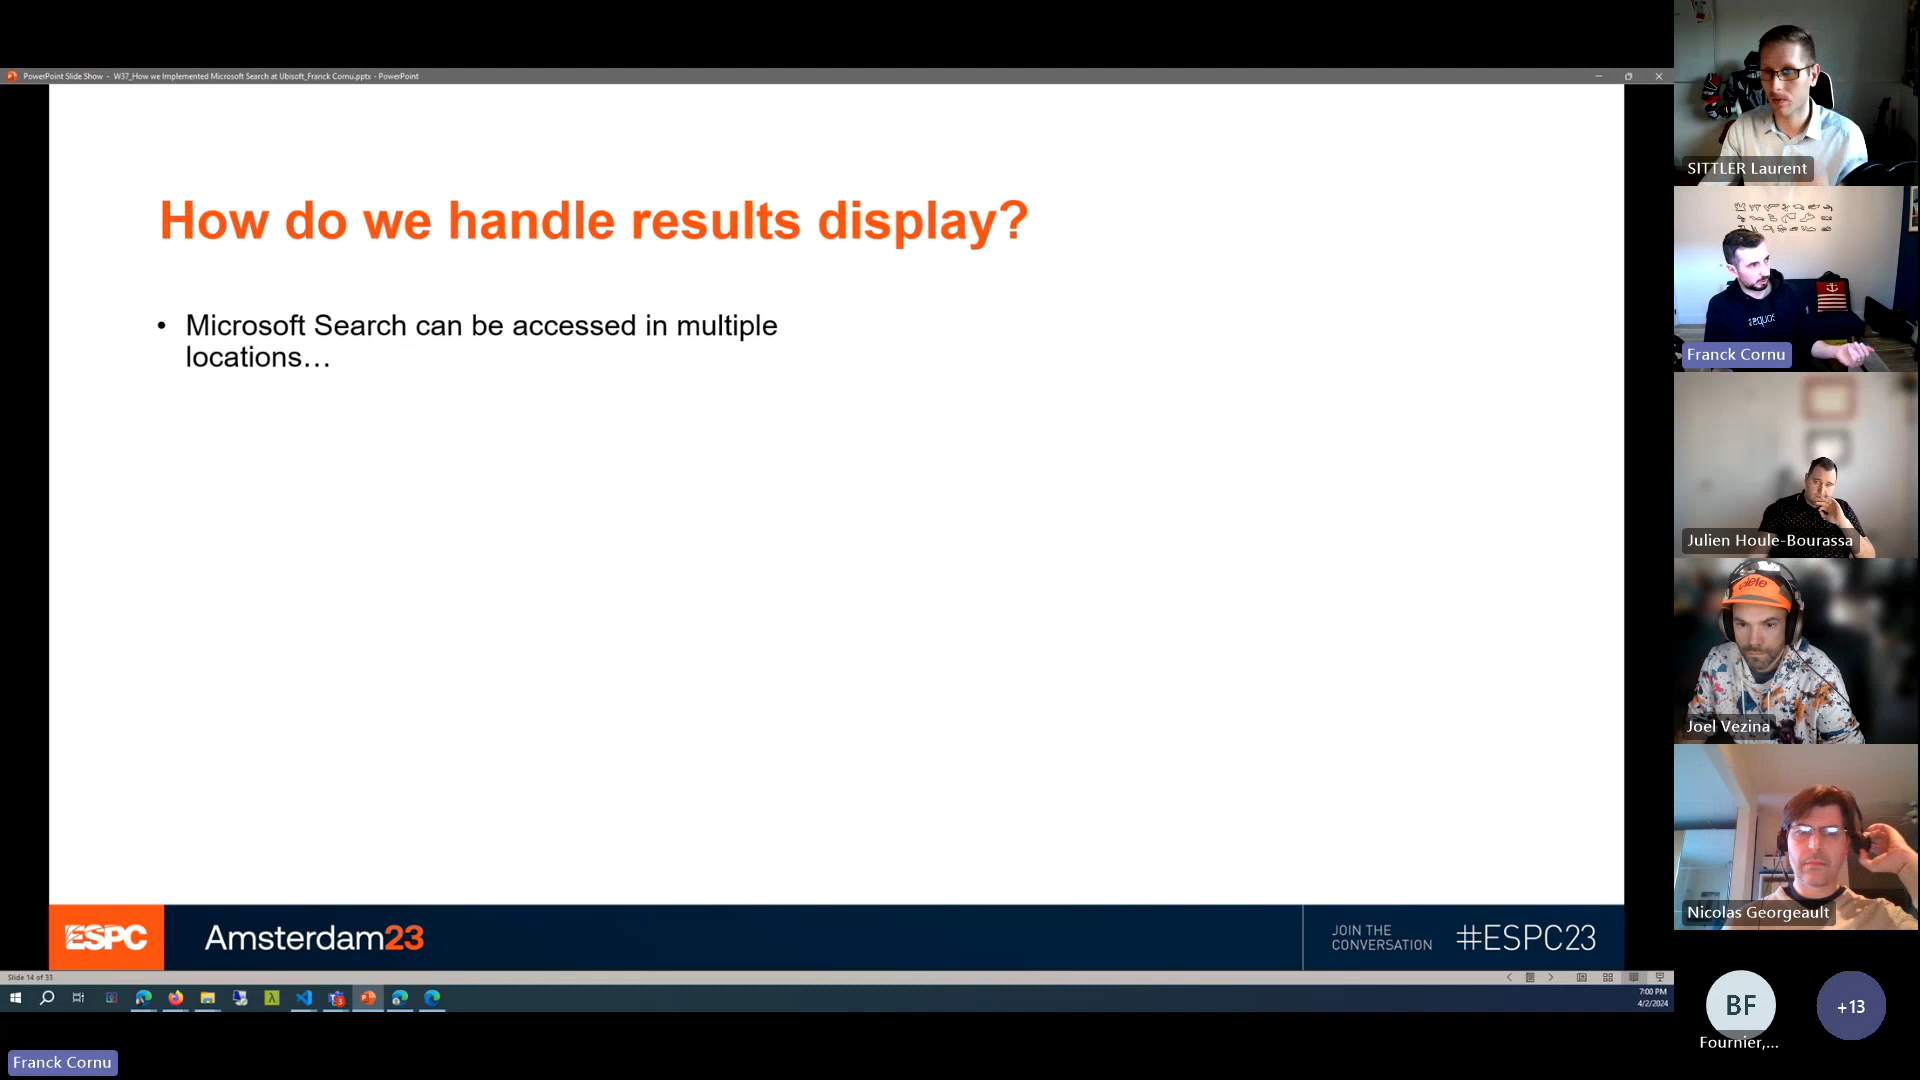 PowerPoint Slide Show - W37_How we Implemented Microsoft Search at Ubisoft_Franck Cornu.pptx - PowerPoint
How do we handle results display?
• Microsoft Search can be accessed in multiple
locations…
ESPC
Amsterdam23
JOIN THE
CONVERSATION
#ESPC23
Slide 14 of 33
7:00 PM
4/2/2024
Franck Cornu
SITTLER Laurent
Franck Cornu
Julien Houle-Bourassa
ciele
Joel Vezina
Nicolas Georgeault
BF
Fournier,...
+13